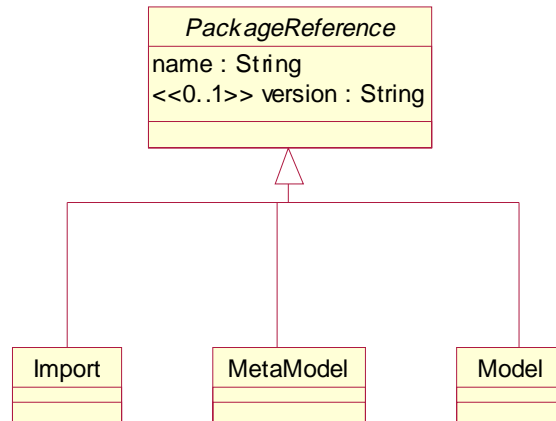 PackageReference
name : String
<<0..1>> version : String
Import
MetaModel
Model